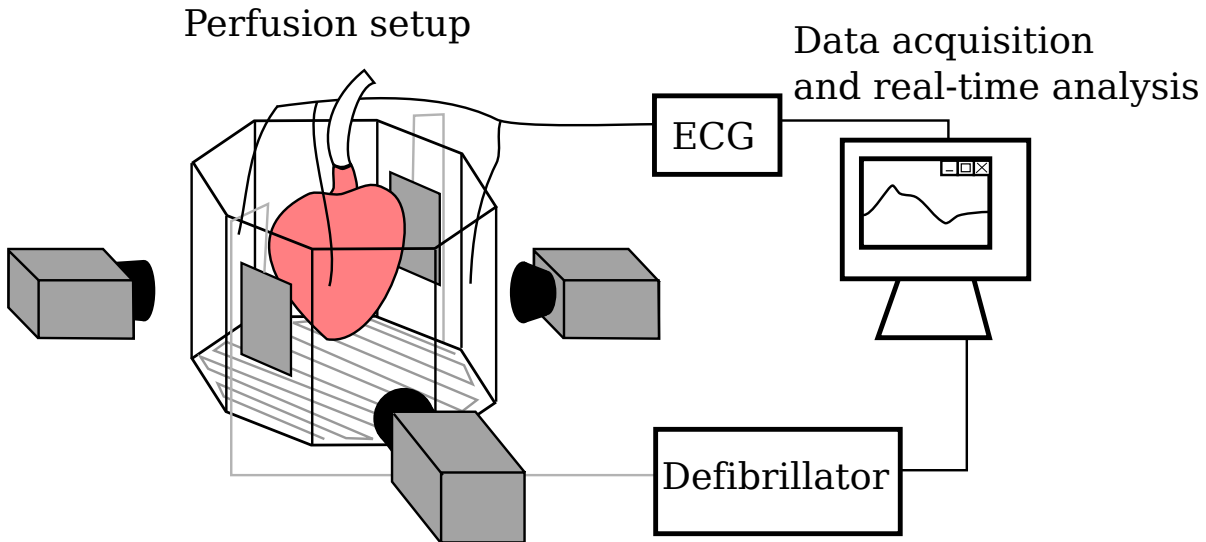 Perfusion setup
Data acquisition
and real-time analysis
ECG
Defibrillator